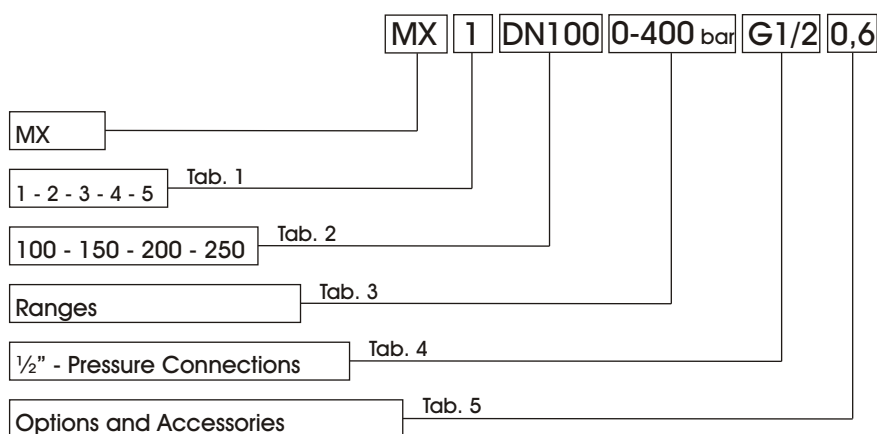 MX 1 DN100 0-400 bar G1/2 0,6
MX
1 - 2 - 3 - 4 - 5 Tab. 1
100 - 150 - 200 - 250 Tab. 2
Ranges Tab. 3
½” - Pressure Connections Tab. 4
Options and Accessories Tab. 5